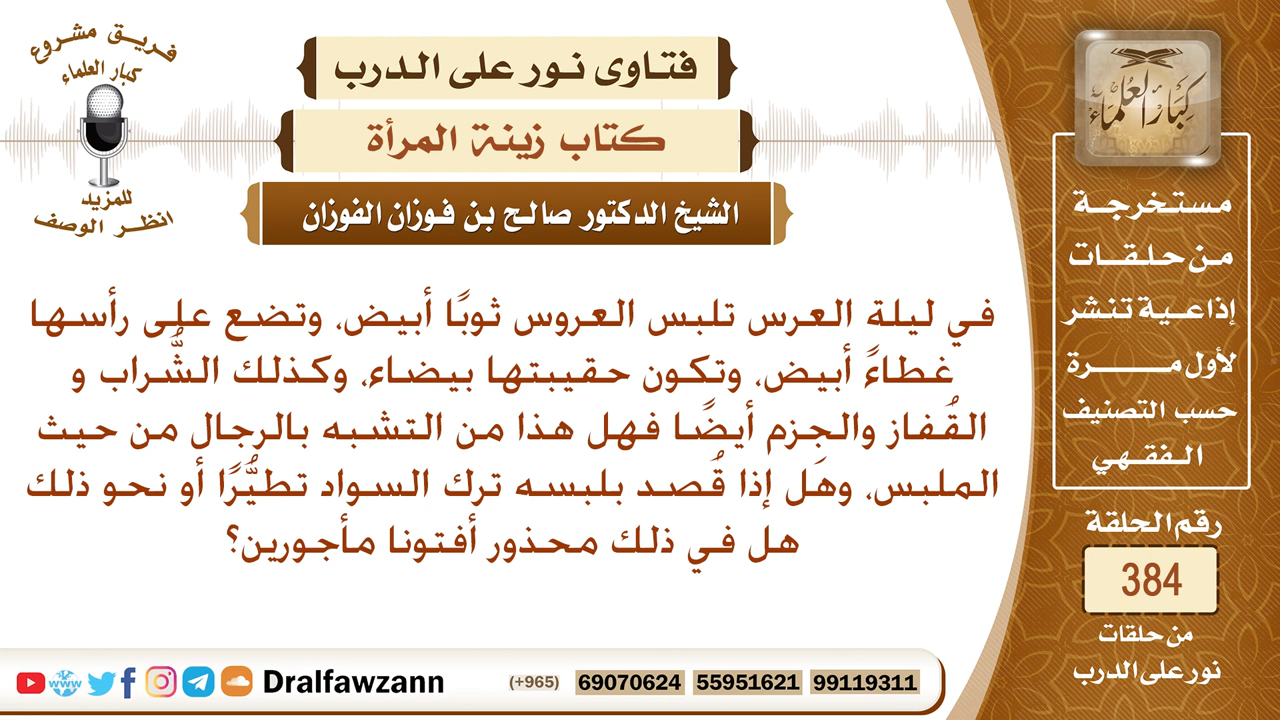 فريق مشروع
كبار العلماء
للمزيد
انظر الوصف
فتاوى نور على الدرب
كتاب زينة المرأة
الشيخ الدكتور صالح بن فوزان الفوزان
في ليلة العرس تلبس العروس ثوبًا أبيض، وتضع على رأسها
غطاءً أبيض، وتكون حقيبتها بيضاء، وكذلك الشُّراب و
القُفاز والجِزم أيضًا فهل هذا من التشبه بالرجال من حيث
الملبس، وهَل إذا قُصد بلبسه ترك السواد تطيُّرًا أو نحو ذلك
هل في ذلك محذور أفتونا مأجورين؟
كبار العلماء
مستخرجة
من حلقات
إذاعية تنشر
لأول مرة
حسب التصنيف
الفقهي
رقم الحلقة
384
من حلقات
نور على الدرب
www Dralfawzann (+965) 69070624 55951621 99119311